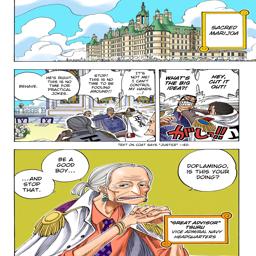 SACRED
MARIJOA
HEY, CUT
IT OUT!
WHAT'S
THE BIG
IDEA!?
IT'S NOT
ME! I
CAN'T
CONTROL
MY HANDS
STOP!
THIS IS
NO TIME
TO BE
FOOLING
AROUND!!
HE'S RIGHT.
THIS IS NO
TIME FOR
PRACTICAL
JOKES.
BEHAVE.
TEXT ON COAT SAYS "JUSTICE" --ED.
DOFLAMINGO,
IS THIS
YOUR
DOING?
BE A
GOOD
BOY...
...AND
STOP
THAT.
"GREAT ADVISOR"
TSURU
VICE ADMIRAL NAVY
HEADQUARTERS